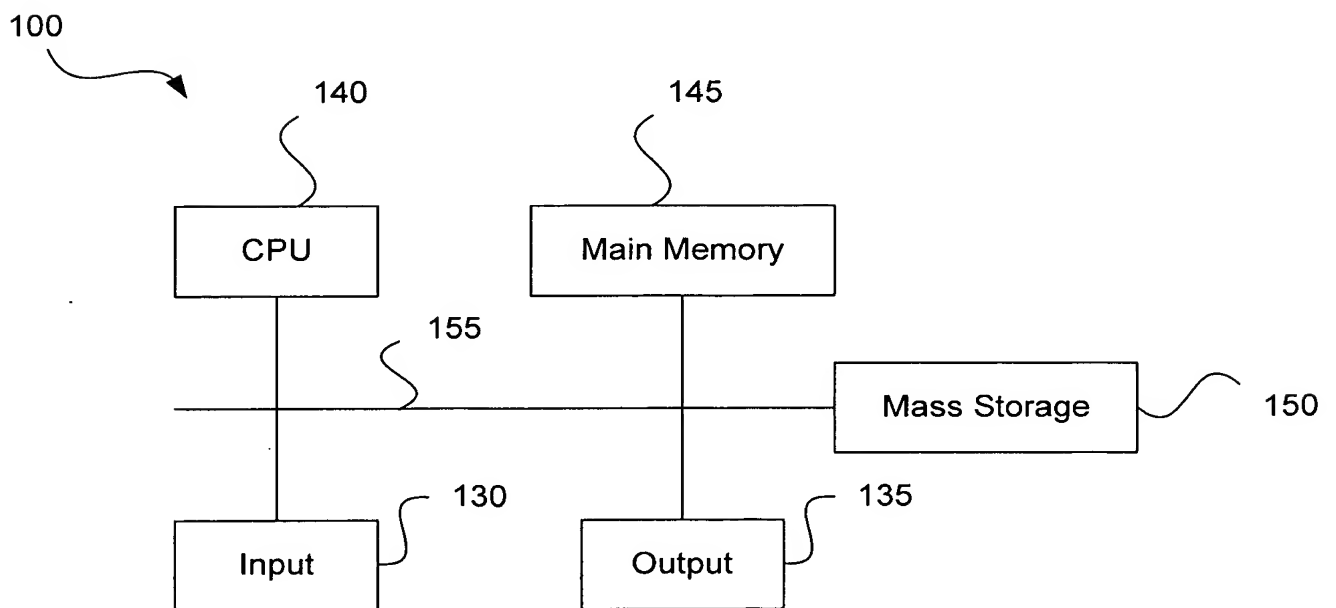 100
140
145
CPU
Main Memory
155
Mass Storage
150
130
135
Input
Output